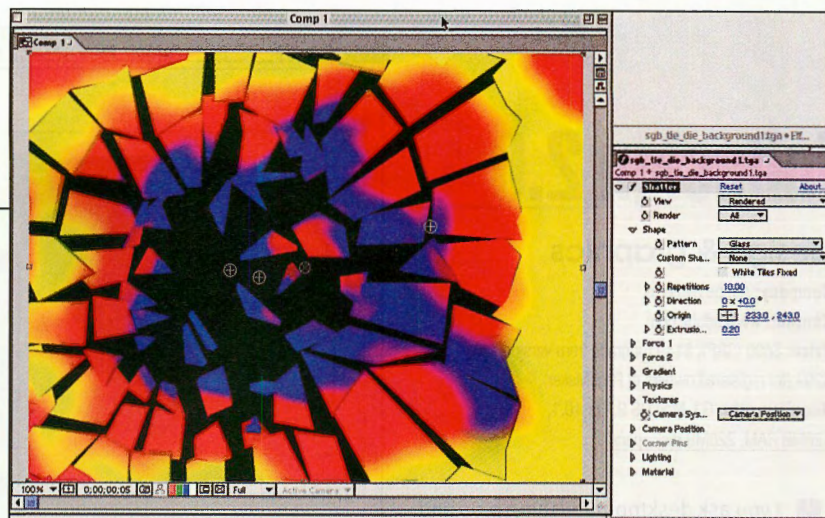 Comp 1
Comp 1
sgb_tie_die_background1.tga • Eff...
sgb_tie_die_background1.tga
Comp 1 • sgb_tie_die_background1.tga
Shatter Reset About...
View Rendered
Render All
Shape
Pattern Glass
Custom Sha... None
White Tiles Fixed
Repetitions 10.00
Direction 0 x +0.0 °
Origin 233.0 , 243.0
Extrusio... 0.20
Force 1
Force 2
Gradient
Physics
Textures
Camera Sys... Camera Position
Camera Position
Corner Pins
Lighting
Material
100% 0;00;00;05 Full Active Camera